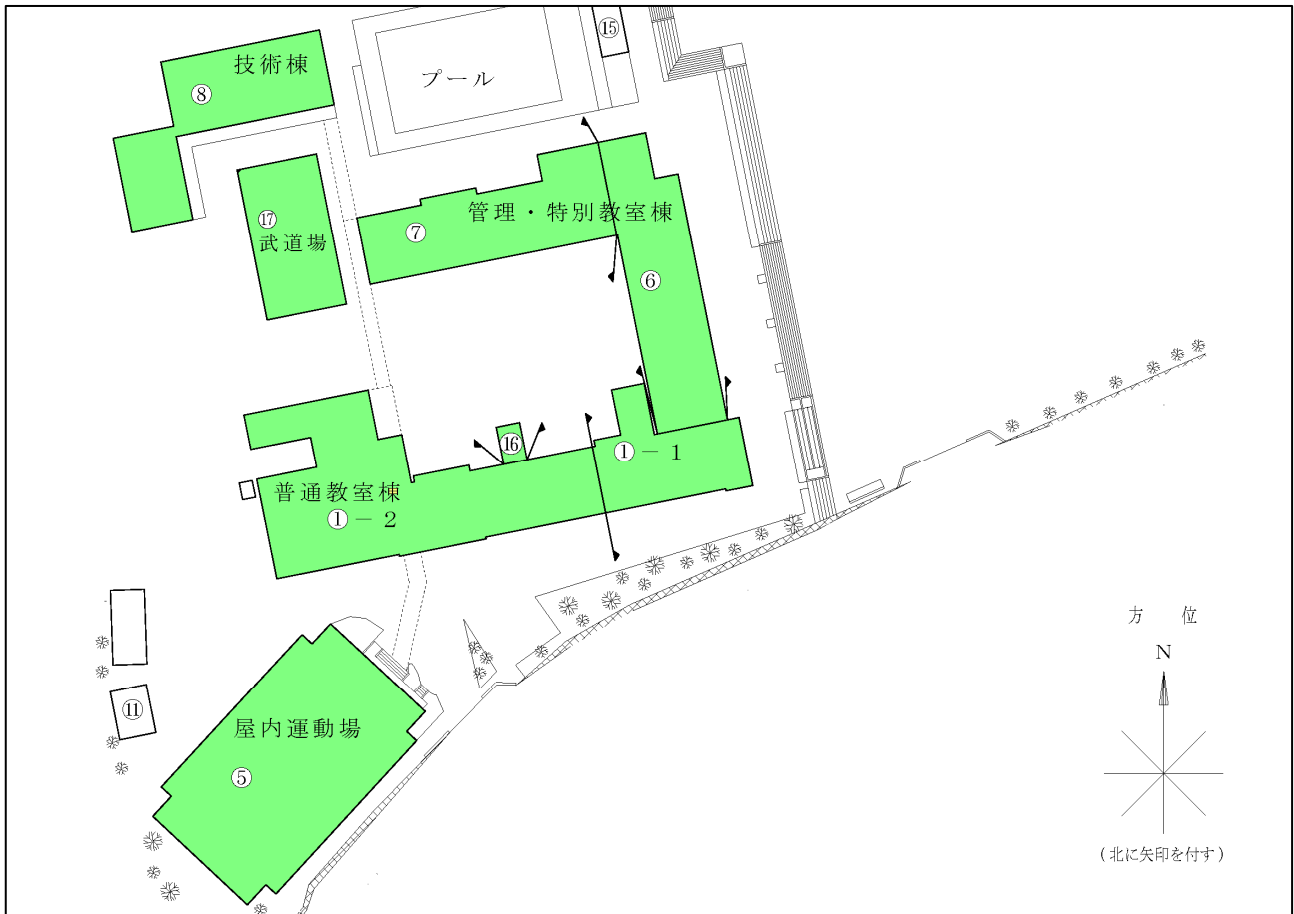 ⑮
技術棟
プール
⑧
管理・特別教室棟
⑰
武道場
⑦
⑥
⑯
①－1
普通教室棟
①－2
方　位
N
⑪
屋内運動場
⑤
(北に矢印を付す)